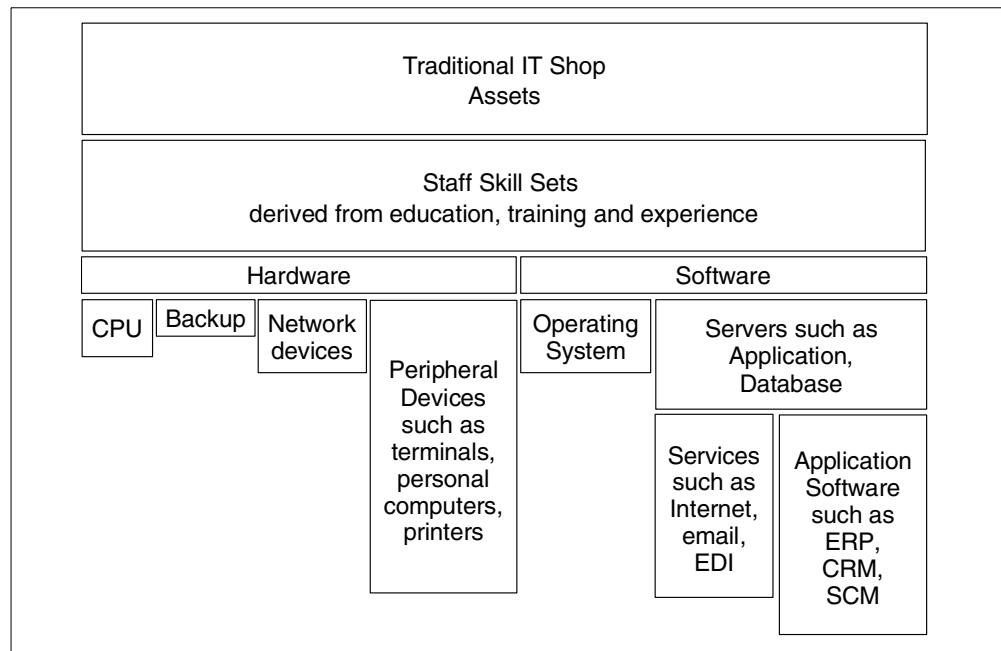 Traditional IT Shop
Assets
Staff Skill Sets
derived from education, training and experience
Hardware
Software
CPU
Backup
Network
devices
Peripheral
Devices
such as
terminals,
personal
computers,
printers
Operating
System
Servers such as
Application,
Database
Services
such as
Internet,
email,
EDI
Application
Software
such as
ERP,
CRM,
SCM